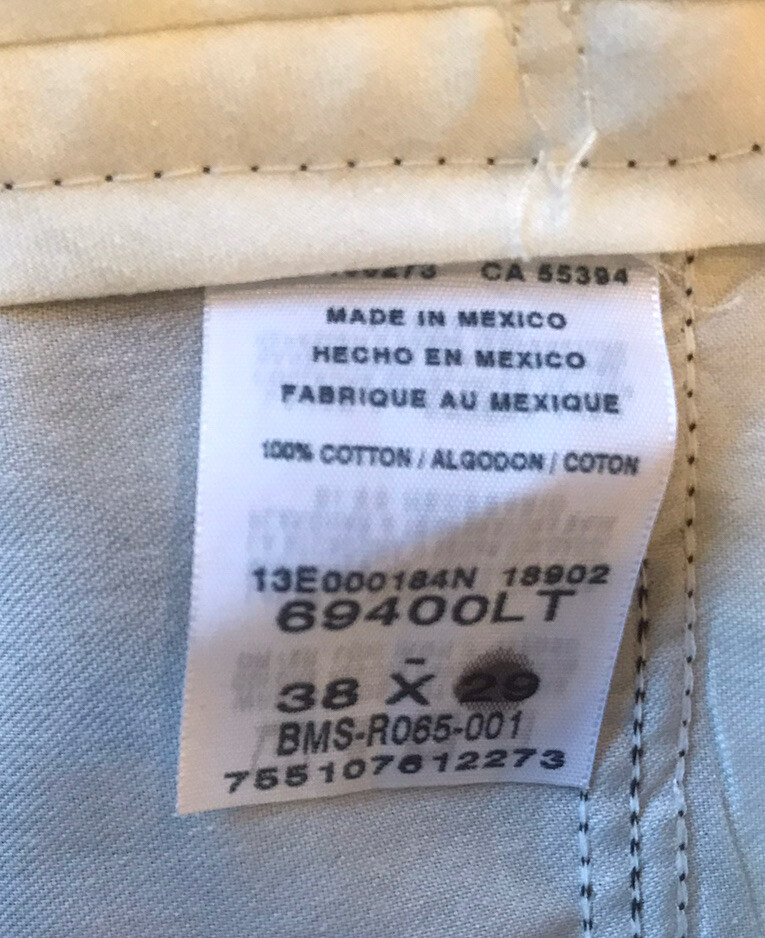 CA 55394
MADE IN MEXICO
HECHO EN MEXICO
FABRIQUE AU MEXIQUE
100% COTTON / ALGODON / COTON
13E000184N 18902
69400LT
-
38 X 29
BMS-R065-001
755107612273